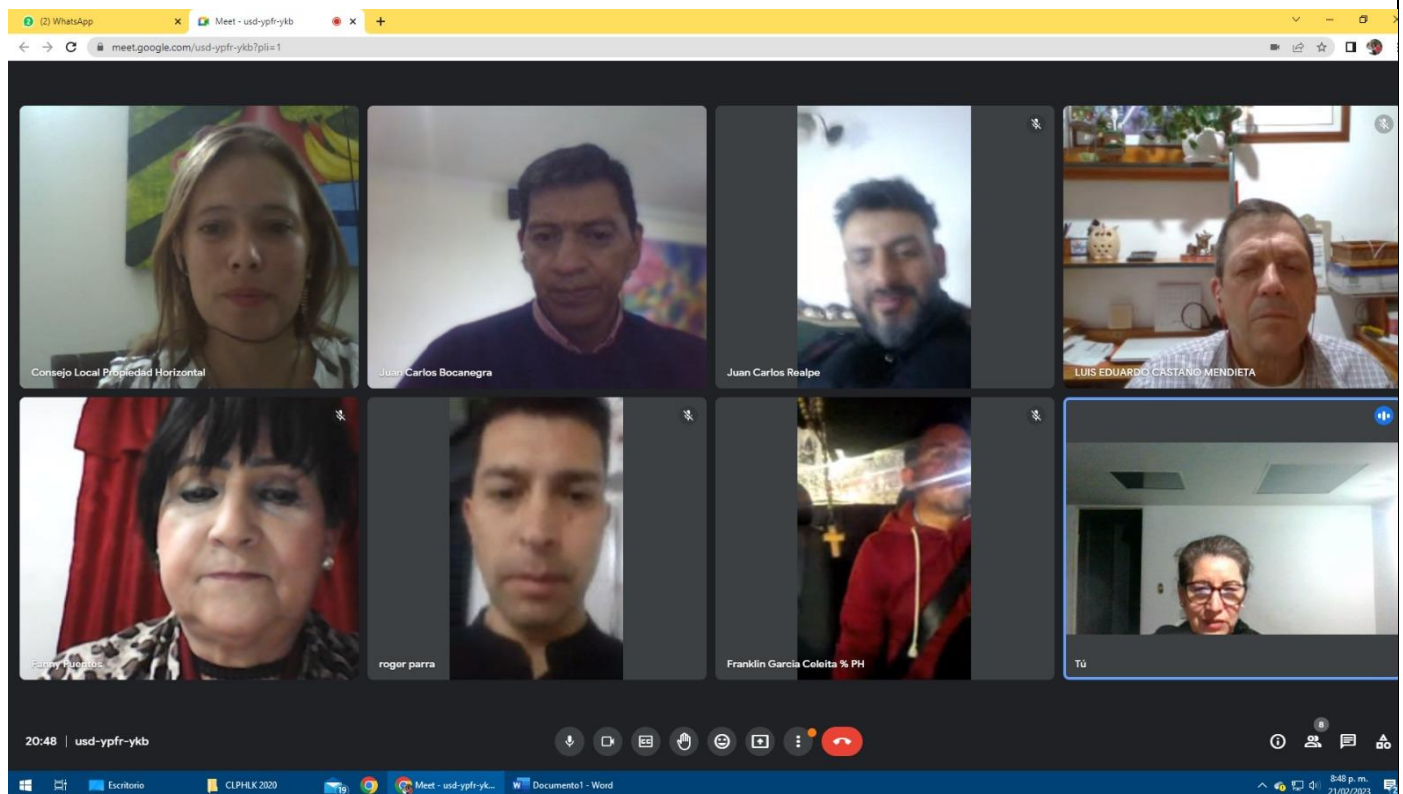 (2) WhatsApp
Meet - usd-ypfr-ykb
meet.google.com/usd-ypfr-ykb?pli=1
Consejo Local Propiedad Horizontal
Juan Carlos Bocanegra
Juan Carlos Realpe
LUIS EDUARDO CASTAÑO MENDIETA
Fanny Puentes
roger parra
Franklin Garcia Celeita % PH
Tú
20:48 | usd-ypfr-ykb
8
Escritorio
CLPHLK 2020
19
Meet - usd-ypfr-yk...
Documento1 - Word
8:48 p. m.
21/02/2023
2